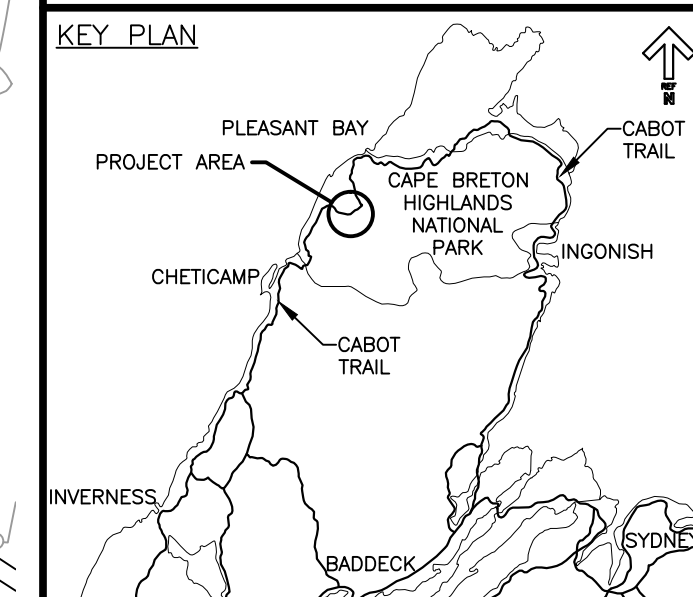 KEY PLAN
REF
N
PLEASANT BAY
CABOT
TRAIL
PROJECT AREA
CAPE BRETON
HIGHLANDS
NATIONAL
PARK
INGONISH
CHETICAMP
CABOT
TRAIL
INVERNESS
SYDNEY
BADDECK